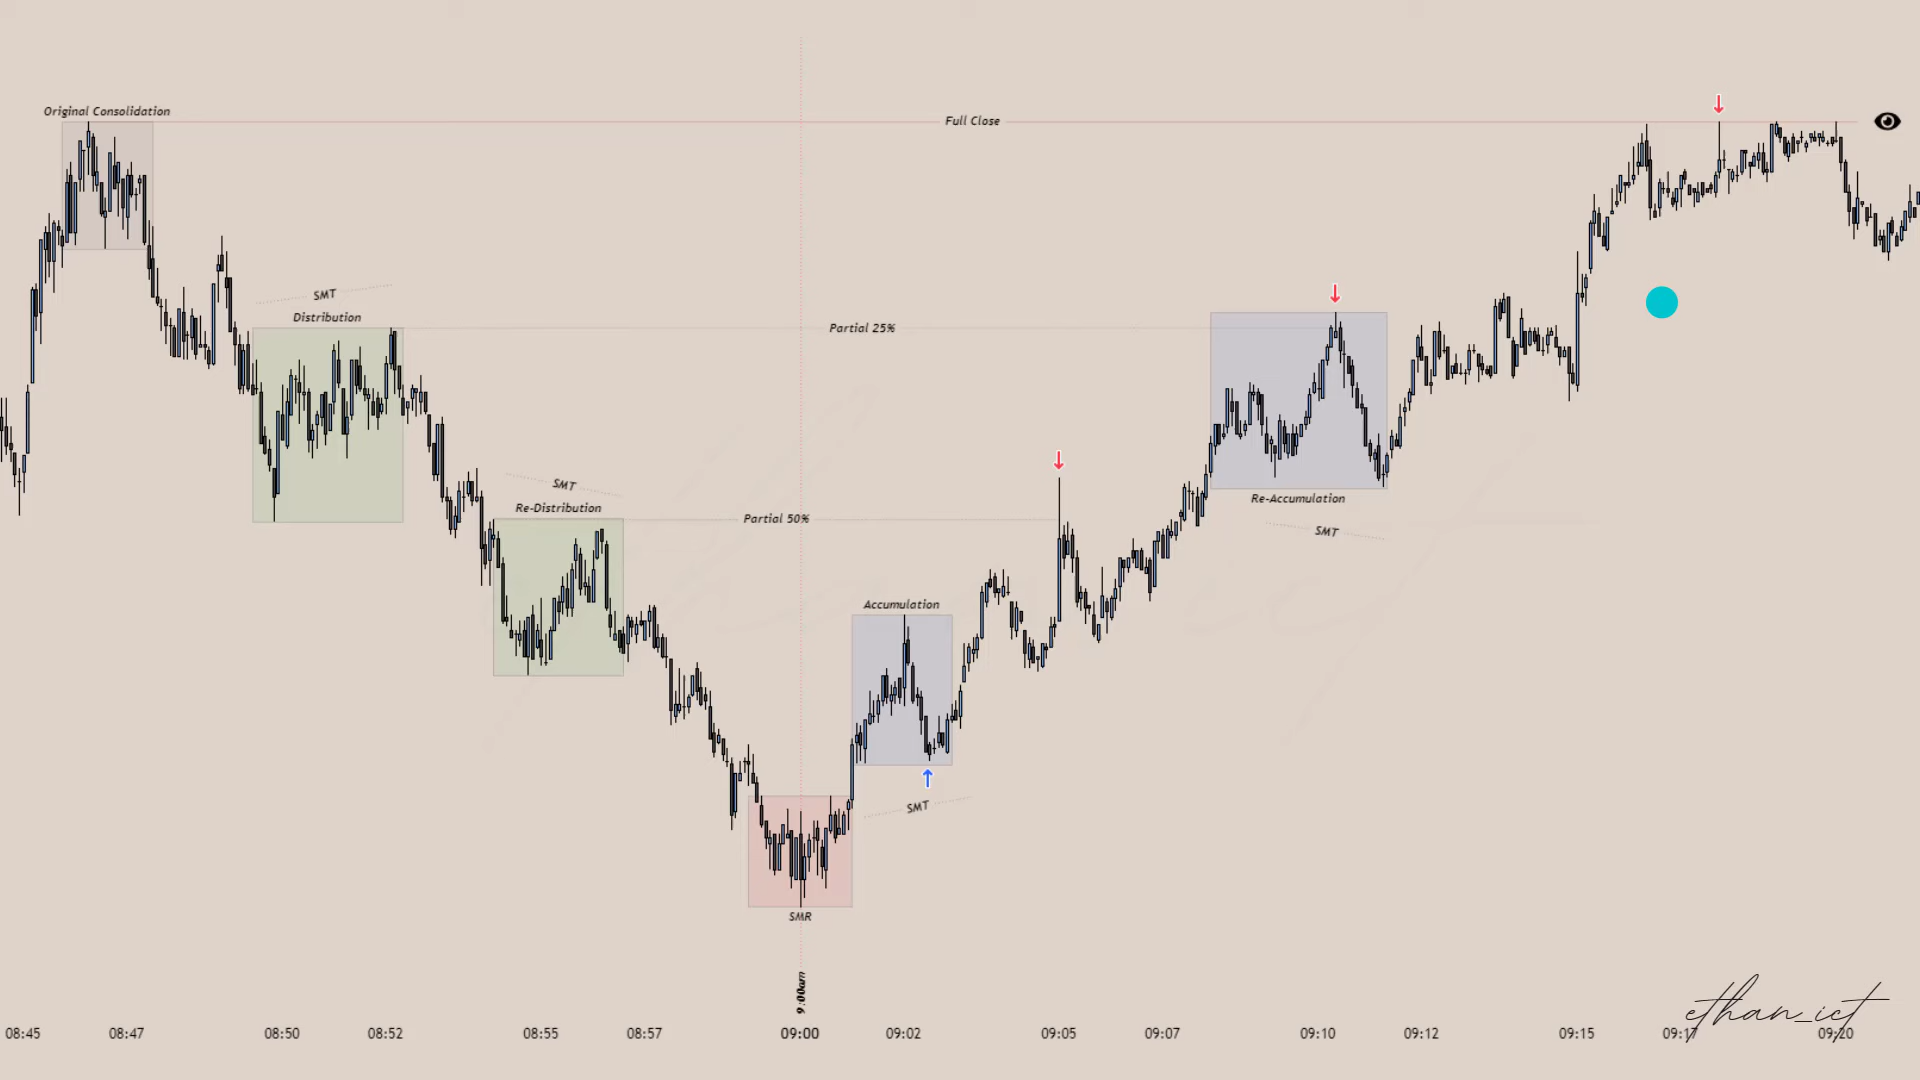 Original Consolidation
Full Close
SMT
Distribution
Partial 25%
SMT
Re-Distribution
Partial 50%
Re-Accumulation
SMT
Accumulation
SMT
SMR
9:00am
ethan_ict
08:45 08:47 08:50 08:52 08:55 08:57 09:00 09:02 09:05 09:07 09:10 09:12 09:15 09:17 09:20